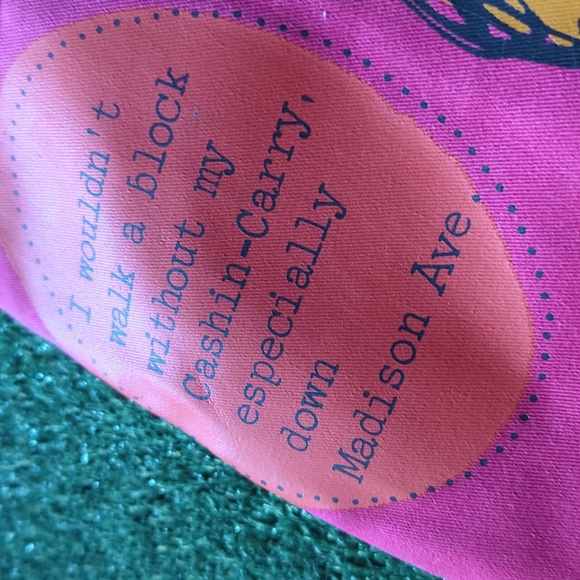 I wouldn't
walk a block
without my
Cashin-Carry,
especially
down
Madison Ave